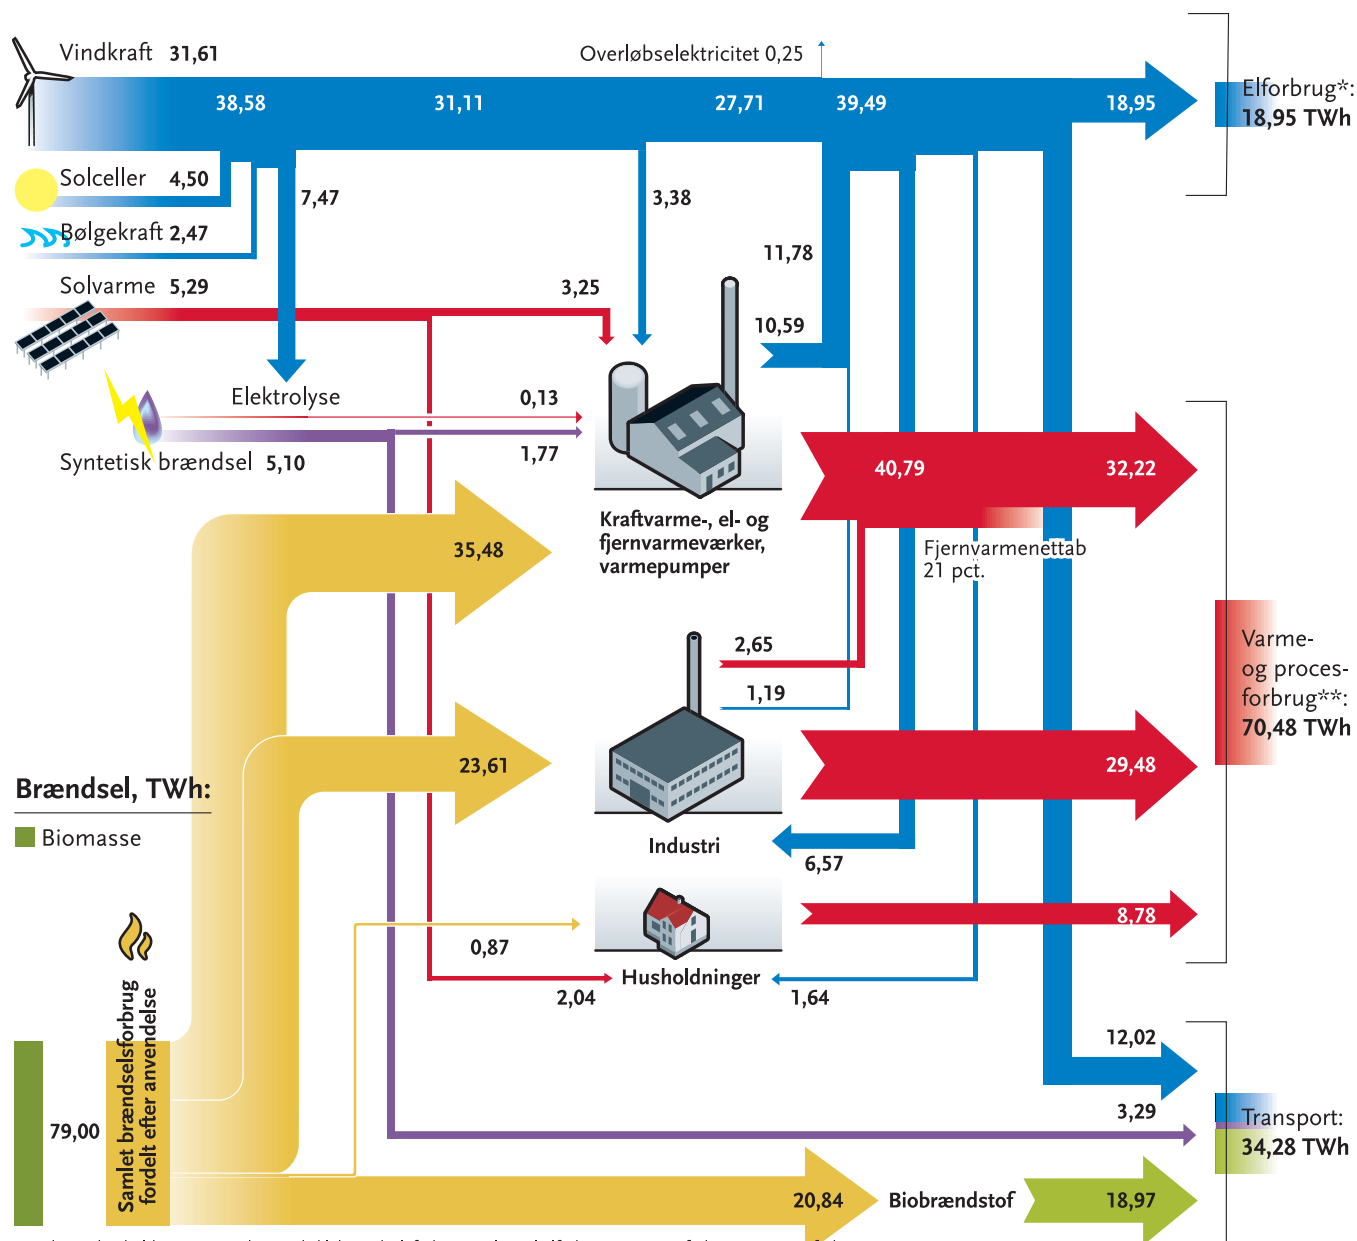 Vindkraft 31,61
Overløbselektricitet 0,25
38,58
31,11
27,71
39,49
18,95
Elforbrug*:
18,95 TWh
Solceller 4,50
7,47
3,38
Bølgekraft 2,47
11,78
Solvarme 5,29
3,25
10,59
Elektrolyse
0,13
Syntetisk brændsel 5,10
1,77
40,79
32,22
Kraftvarme-, el- og
fjernvarmeværker,
varmepumper
35,48
Fjernvarmenettab
21 pct.
2,65
1,19
Varme-
og proces-
forbrug**:
70,48 TWh
23,61
29,48
Brændsel, TWh:
Biomasse
Industri
6,57
8,78
0,87
Husholdninger
2,04
1,64
Samlet brændselsforbrug
fordelt efter anvendelse
79,00
12,02
3,29
Transport:
34,28 TWh
20,84
Biobrændstof
18,97